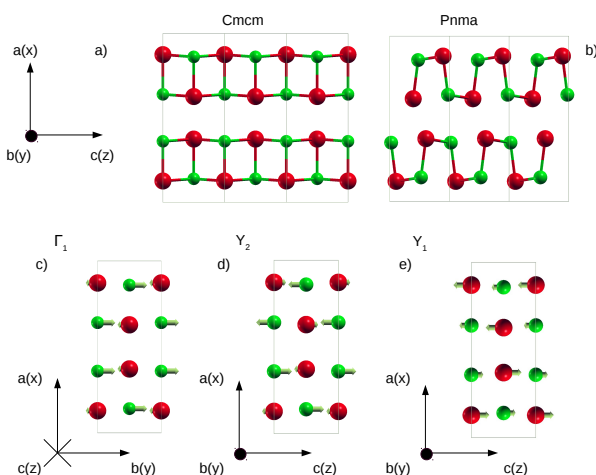 Cmcm
Pnma
a(x)
a)
b)
b(y)
c(z)
Γ1
Y2
Y1
c)
d)
e)
a(x)
a(x)
a(x)
c(z)
b(y)
b(y)
c(z)
b(y)
c(z)